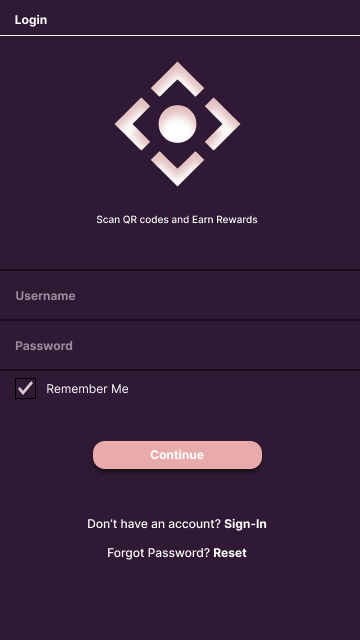 Login
Scan QR codes and Earn Rewards
Username
Password
Remember Me
Continue
Don’t have an account? Sign-In
Forgot Password? Reset